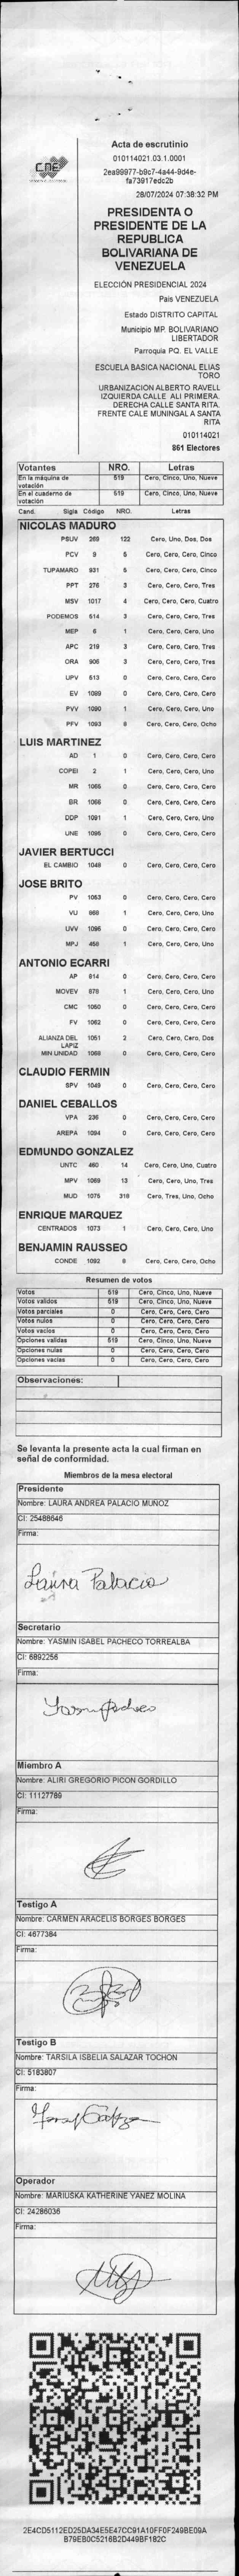 CNE
Acta de escrutinio
010114021.03.1.0001
2ea99977-b9c7-4a44-9d4e-
fa73917edc2b
28/07/2024 07:38:32 PM
PRESIDENTA O
PRESIDENTE DE LA
REPUBLICA
BOLIVARIANA DE
VENEZUELA
ELECCIÓN PRESIDENCIAL 2024
País VENEZUELA
Estado DISTRITO CAPITAL
Municipio MP. BOLIVARIANO
LIBERTADOR
Parroquia PQ. EL VALLE
ESCUELA BASICA NACIONAL ELIAS
TORO
URBANIZACION ALBERTO RAVELL
IZQUIERDA CALLE ALI PRIMERA.
DERECHA CALLE SANTA RITA.
FRENTE CALE MUNINGAL A SANTA
RITA
010114021
861 Electores
Votantes NRO. Letras
En la máquina de votación 519 Cero, Cinco, Uno, Nueve
En el cuaderno de votación 519 Cero, Cinco, Uno, Nueve
Cand. Sigla Código NRO. Letras
NICOLAS MADURO
PSUV 269 122 Cero, Uno, Dos, Dos
PCV 9 5 Cero, Cero, Cero, Cinco
TUPAMARO 931 5 Cero, Cero, Cero, Cinco
PPT 276 3 Cero, Cero, Cero, Tres
MSV 1017 4 Cero, Cero, Cero, Cuatro
PODEMOS 514 3 Cero, Cero, Cero, Tres
MEP 6 1 Cero, Cero, Cero, Uno
APC 219 3 Cero, Cero, Cero, Tres
ORA 906 3 Cero, Cero, Cero, Tres
UPV 513 0 Cero, Cero, Cero, Cero
EV 1089 0 Cero, Cero, Cero, Cero
PVV 1090 1 Cero, Cero, Cero, Uno
PFV 1093 8 Cero, Cero, Cero, Ocho
LUIS MARTINEZ
AD 1 0 Cero, Cero, Cero, Cero
COPEI 2 1 Cero, Cero, Cero, Uno
MR 1065 0 Cero, Cero, Cero, Cero
BR 1066 0 Cero, Cero, Cero, Cero
DDP 1091 1 Cero, Cero, Cero, Uno
UNE 1095 0 Cero, Cero, Cero, Cero
JAVIER BERTUCCI
EL CAMBIO 1048 0 Cero, Cero, Cero, Cero
JOSE BRITO
PV 1053 0 Cero, Cero, Cero, Cero
VU 868 1 Cero, Cero, Cero, Uno
UVV 1096 0 Cero, Cero, Cero, Cero
MPJ 458 1 Cero, Cero, Cero, Uno
ANTONIO ECARRI
AP 914 0 Cero, Cero, Cero, Cero
MOVEV 878 1 Cero, Cero, Cero, Uno
CMC 1050 0 Cero, Cero, Cero, Cero
FV 1062 0 Cero, Cero, Cero, Cero
ALIANZA DEL LAPIZ 1051 2 Cero, Cero, Cero, Dos
MIN UNIDAD 1068 0 Cero, Cero, Cero, Cero
CLAUDIO FERMIN
SPV 1049 0 Cero, Cero, Cero, Cero
DANIEL CEBALLOS
VPA 236 0 Cero, Cero, Cero, Cero
AREPA 1094 0 Cero, Cero, Cero, Cero
EDMUNDO GONZALEZ
UNTC 460 14 Cero, Cero, Uno, Cuatro
MPV 1069 13 Cero, Cero, Uno, Tres
MUD 1075 318 Cero, Tres, Uno, Ocho
ENRIQUE MARQUEZ
CENTRADOS 1073 1 Cero, Cero, Cero, Uno
BENJAMIN RAUSSEO
CONDE 1092 8 Cero, Cero, Cero, Ocho
Resumen de votos
Votos 519 Cero, Cinco, Uno, Nueve
Votos validos 519 Cero, Cinco, Uno, Nueve
Votos parciales 0 Cero, Cero, Cero, Cero
Votos nulos 0 Cero, Cero, Cero, Cero
Votos vacíos 0 Cero, Cero, Cero, Cero
Opciones validas 519 Cero, Cinco, Uno, Nueve
Opciones nulas 0 Cero, Cero, Cero, Cero
Opciones vacías 0 Cero, Cero, Cero, Cero
Observaciones:
Se levanta la presente acta la cual firman en
señal de conformidad.
Miembros de la mesa electoral
Presidente
Nombre: LAURA ANDREA PALACIO MUÑOZ
CI: 25488646
Firma:
Laura Palacio
Secretario
Nombre: YASMIN ISABEL PACHECO TORREALBA
CI: 6892256
Firma:
Yasmin Pacheco
Miembro A
Nombre: ALIRI GREGORIO PICON GORDILLO
CI: 11127789
Firma:
Testigo A
Nombre: CARMEN ARACELIS BORGES BORGES
CI: 4677384
Firma:
Testigo B
Nombre: TARSILA ISBELIA SALAZAR TOCHON
CI: 5183807
Firma:
Operador
Nombre: MARIUSKA KATHERINE YANEZ MOLINA
CI: 24286036
Firma:
2E4CD5112ED25DA34E5E47CC91A10FF0F249BE09A
B79EB0C5216B2D449BF182C